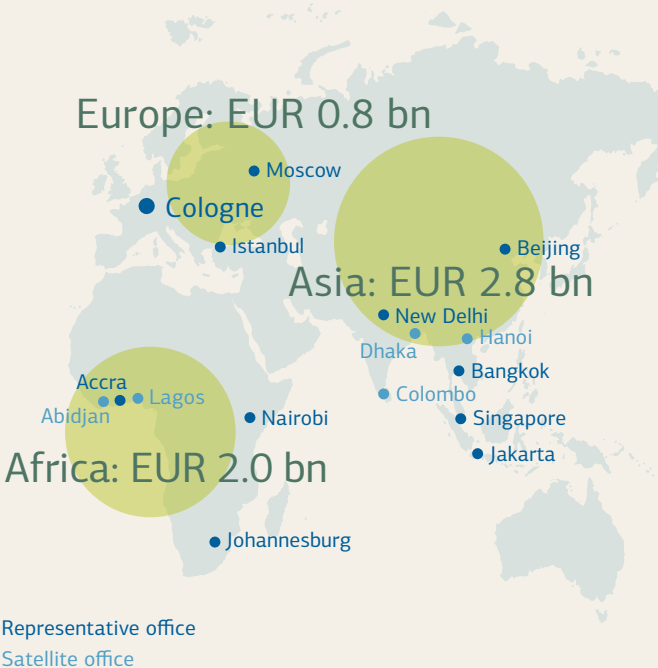 Europe: EUR 0.8 bn
Moscow
Cologne
Istanbul
Beijing
Asia: EUR 2.8 bn
New Delhi
Hanoi
Dhaka
Bangkok
Accra
Lagos
Colombo
Abidjan
Nairobi
Singapore
Africa: EUR 2.0 bn
Jakarta
Johannesburg
Representative office
Satellite office